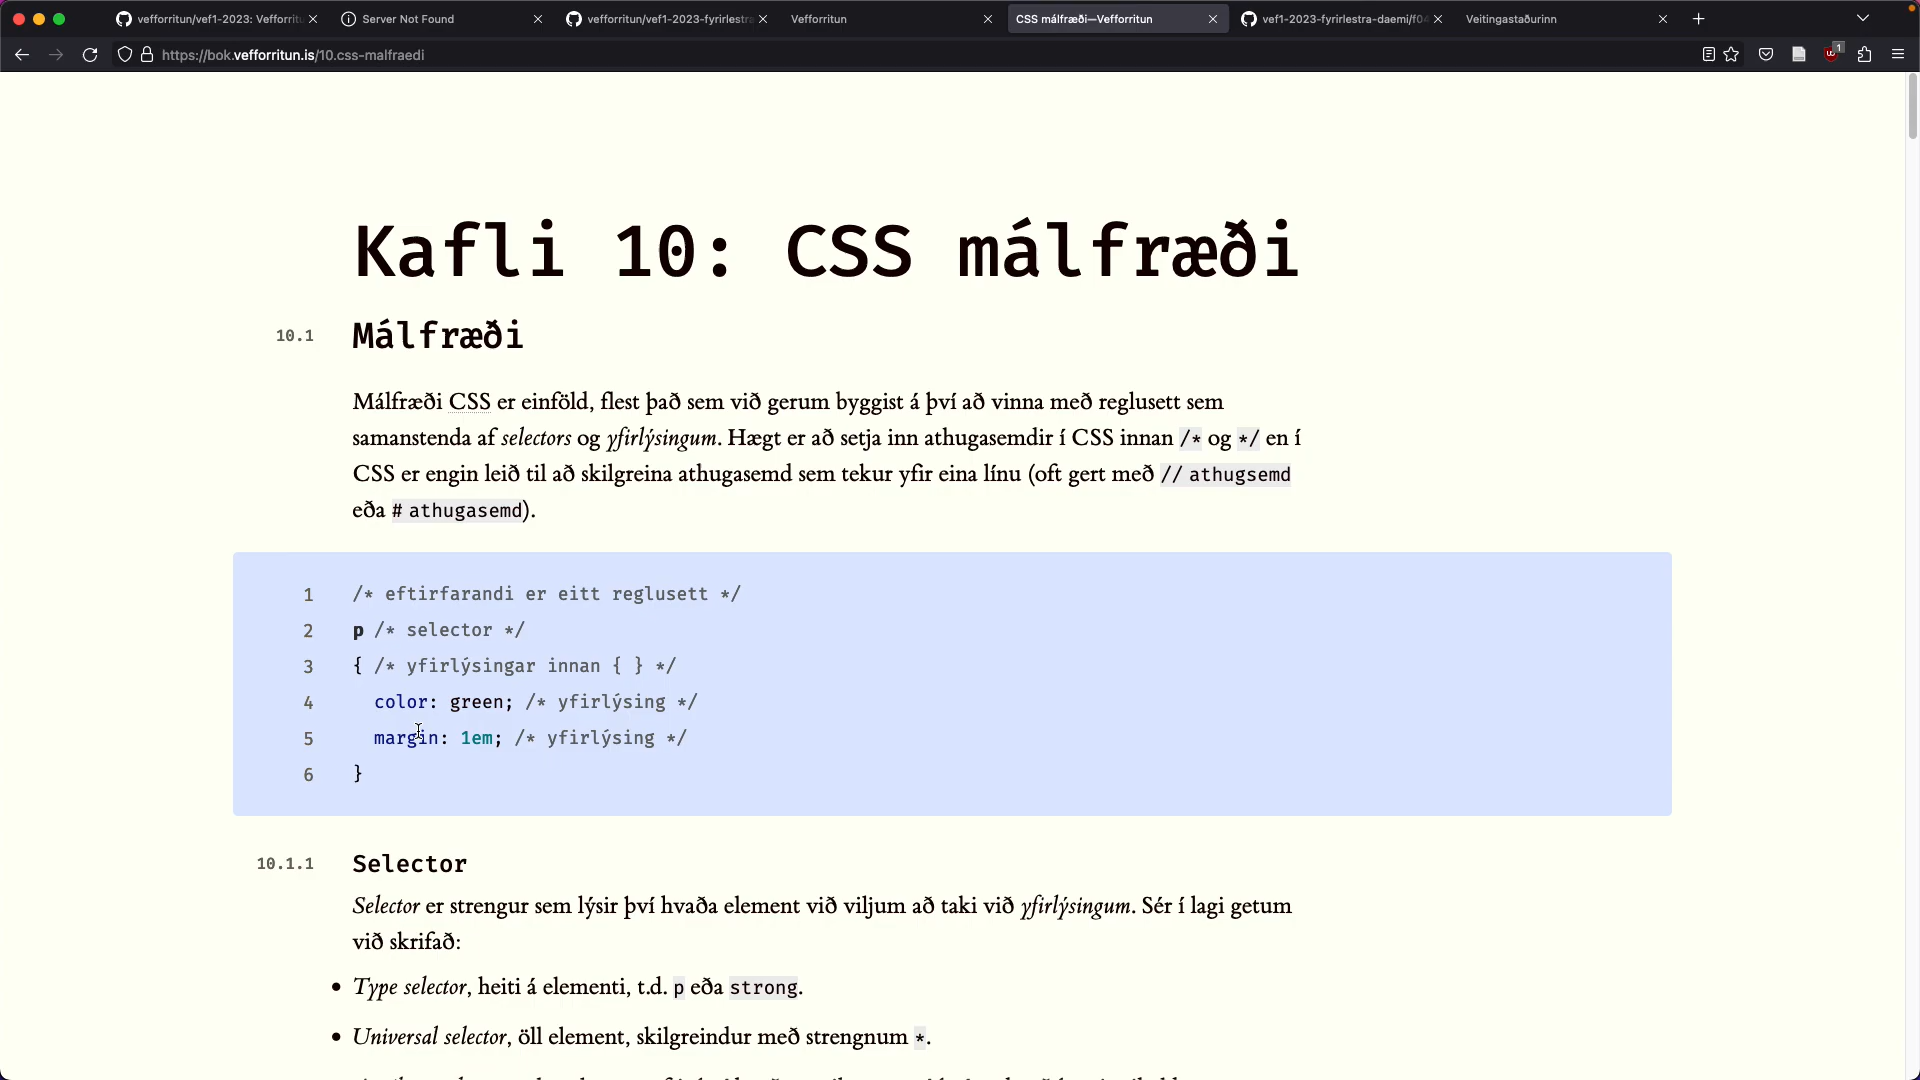 vefforritun/vef1-2023: Vefforritu
Server Not Found
vefforritun/vef1-2023-fyrirlestra
Vefforritun
CSS málfræði—Vefforritun
vef1-2023-fyrirlestra-daemi/f04
Veitingastaðurinn
https://bok.vefforritun.is/10.css-malfraedi
1
Kafli 10: CSS málfræði
10.1 Málfræði
Málfræði CSS er einföld, flest það sem við gerum byggist á því að vinna með reglusett sem
samanstenda af selectors og yfirlýsingum. Hægt er að setja inn athugasemdir í CSS innan /* og */ en í
CSS er engin leið til að skilgreina athugasemd sem tekur yfir eina línu (oft gert með // athugsemd
eða # athugasemd).
1 /* eftirfarandi er eitt reglusett */
2 p /* selector */
3 { /* yfirlýsingar innan { } */
4 color: green; /* yfirlýsing */
5 margin: 1em; /* yfirlýsing */
6 }
10.1.1 Selector
Selector er strengur sem lýsir því hvaða element við viljum að taki við yfirlýsingum. Sér í lagi getum
við skrifað:
• Type selector, heiti á elementi, t.d. p eða strong.
• Universal selector, öll element, skilgreindur með strengnum *.